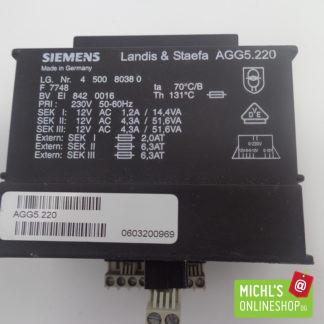 SIEMENS Landis & Staefa AGG5.220
Made in Germany
LG. Nr. 4 500 8038 0
F 7748 ta 70°C/B
BV EI 842 0016 Th 131°C
PRI : 230V 50-60Hz
SEK I: 12V AC 1,2A / 14,4VA
SEK II: 12V AC 4,3A / 51,6VA
SEK III: 12V AC 4,3A / 51,6VA
Extern: SEK I 2,0AT
Extern: SEK II 6,3AT
Extern: SEK III 6,3AT
0-230V
AGG5.220
0603200969
MICHL'S
ONLINESHOP.DE